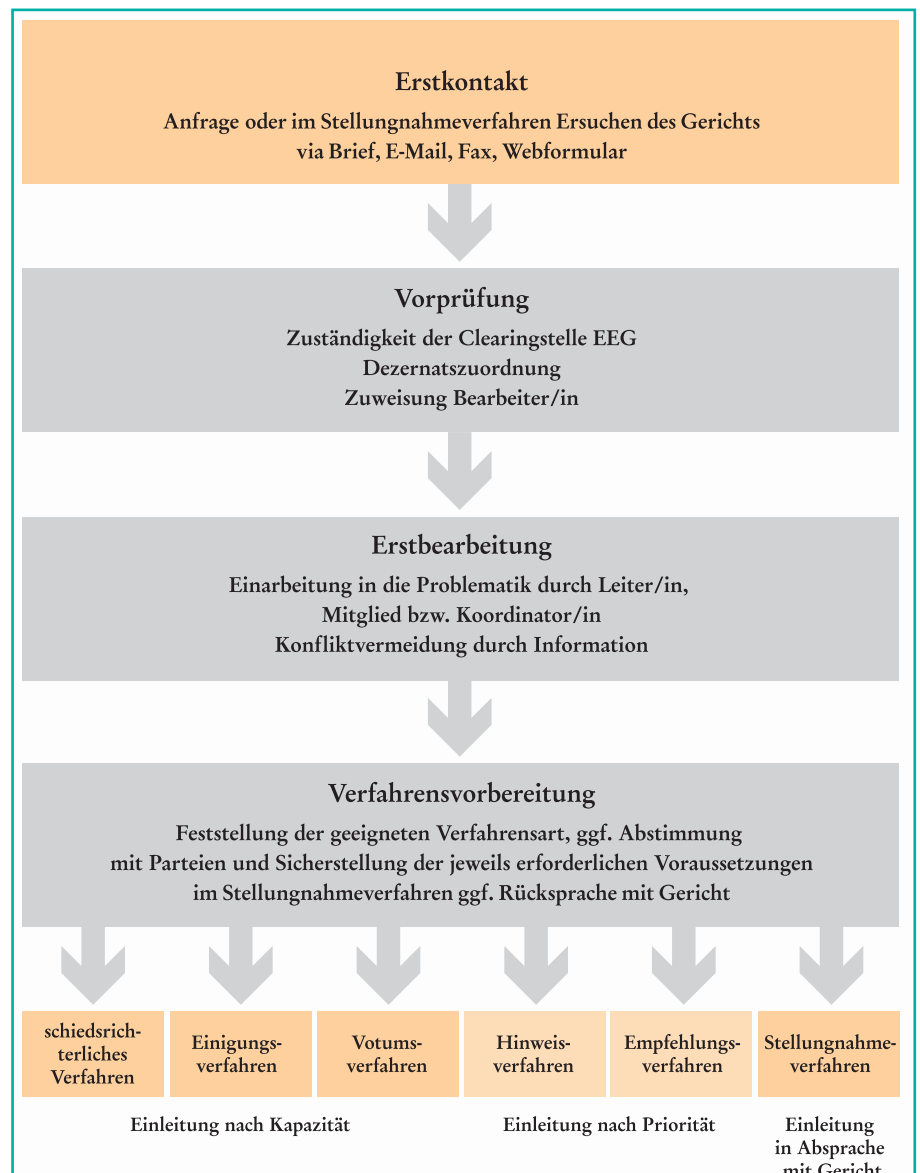 Erstkontakt
Anfrage oder im Stellungnahmeverfahren Ersuchen des Gerichts
via Brief, E-Mail, Fax, Webformular
Vorprüfung
Zuständigkeit der Clearingstelle EEG
Dezernatszuordnung
Zuweisung Bearbeiter/in
Erstbearbeitung
Einarbeitung in die Problematik durch Leiter/in,
Mitglied bzw. Koordinator/in
Konfliktvermeidung durch Information
Verfahrensvorbereitung
Feststellung der geeigneten Verfahrensart, ggf. Abstimmung
mit Parteien und Sicherstellung der jeweils erforderlichen Voraussetzungen
im Stellungnahmeverfahren ggf. Rücksprache mit Gericht
schiedsrich-
terliches
Verfahren
Einigungs-
verfahren
Votums-
verfahren
Hinweis-
verfahren
Empfehlungs-
verfahren
Stellungnahme-
verfahren
Einleitung nach Kapazität
Einleitung nach Priorität
Einleitung
in Absprache
mit Gericht